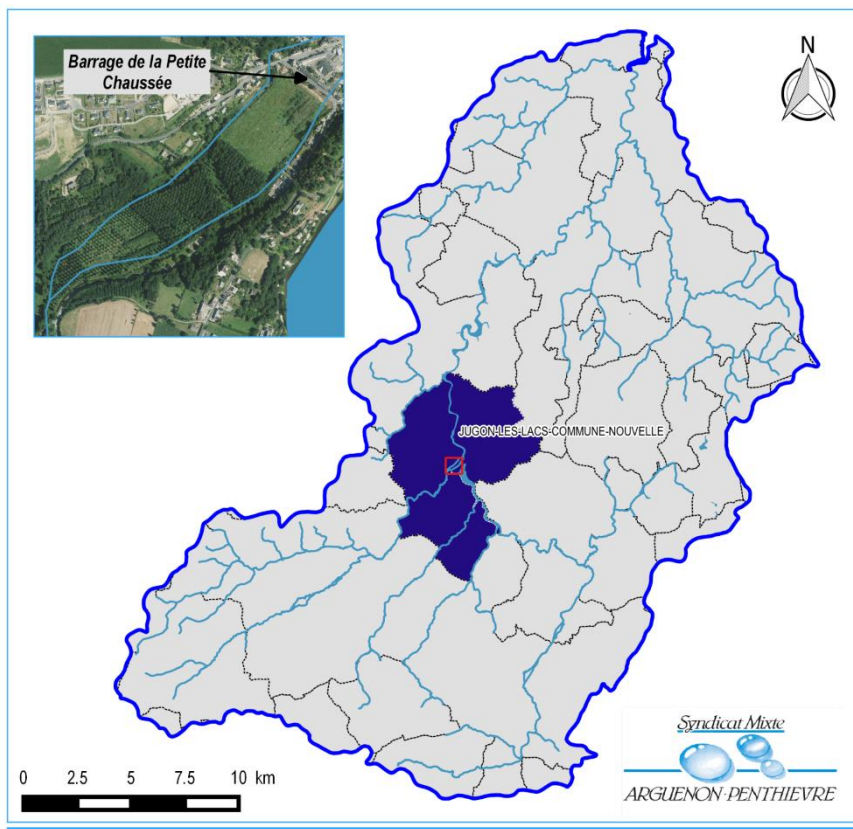 Barrage de la Petite
Chaussée
N
JUGON-LES-LACS-COMMUNE-NOUVELLE
0 2.5 5 7.5 10 km
Syndicat Mixte
ARGUENON-PENTHIEVRE